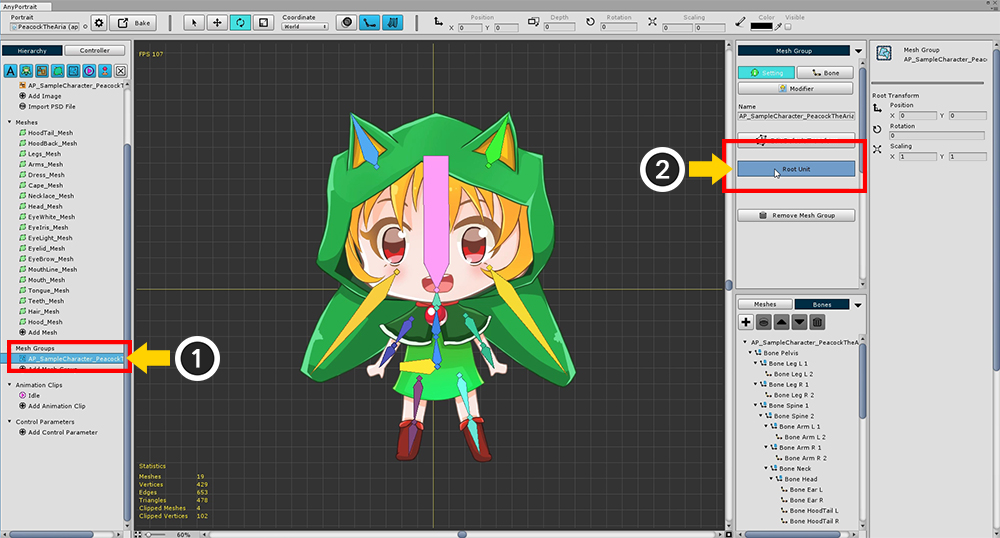 AnyPortrait
Portrait
PeacockTheAria (ap
Bake
Coordinate
World
Position
X 0 Y 0
Depth
0
Rotation
0
Scaling
0 0
Color
Visible
Hierarchy
Controller
AP_SampleCharacter_PeacockT
Add Image
Import PSD File
Meshes
HoodTail_Mesh
HoodBack_Mesh
Legs_Mesh
Arms_Mesh
Dress_Mesh
Cape_Mesh
Necklace_Mesh
Head_Mesh
EyeWhite_Mesh
EyeIris_Mesh
EyeLight_Mesh
Eyelid_Mesh
EyeBrow_Mesh
MouthLine_Mesh
Mouth_Mesh
Tongue_Mesh
Teeth_Mesh
Hair_Mesh
Hood_Mesh
Add Mesh
Mesh Groups
AP_SampleCharacter_PeacockT
Add Mesh Group
Animation Clips
Idle
Add Animation Clip
Control Parameters
Add Control Parameter
1
FPS 107
Statistics
Meshes 19
Vertices 429
Edges 653
Triangles 478
Clipped Meshes 4
Clipped Vertices 102
60%
2
Mesh Group
Setting
Bone
Modifier
Name
AP_SampleCharacter_PeacockTheAria
Root Unit
Remove Mesh Group
Meshes
Bones
AP_SampleCharacter_PeacockTheA
Bone Pelvis
Bone Leg L 1
Bone Leg L 2
Bone Leg R 1
Bone Leg R 2
Bone Spine 1
Bone Spine 2
Bone Arm L 1
Bone Arm L 2
Bone Arm R 1
Bone Arm R 2
Bone Neck
Bone Head
Bone Ear L
Bone Ear R
Bone HoodTail L
Bone HoodTail R
Mesh Group
AP_SampleCharacter_Peacock
Root Transform
Position
X 0 Y 0
Rotation
0
Scaling
X 1 Y 1